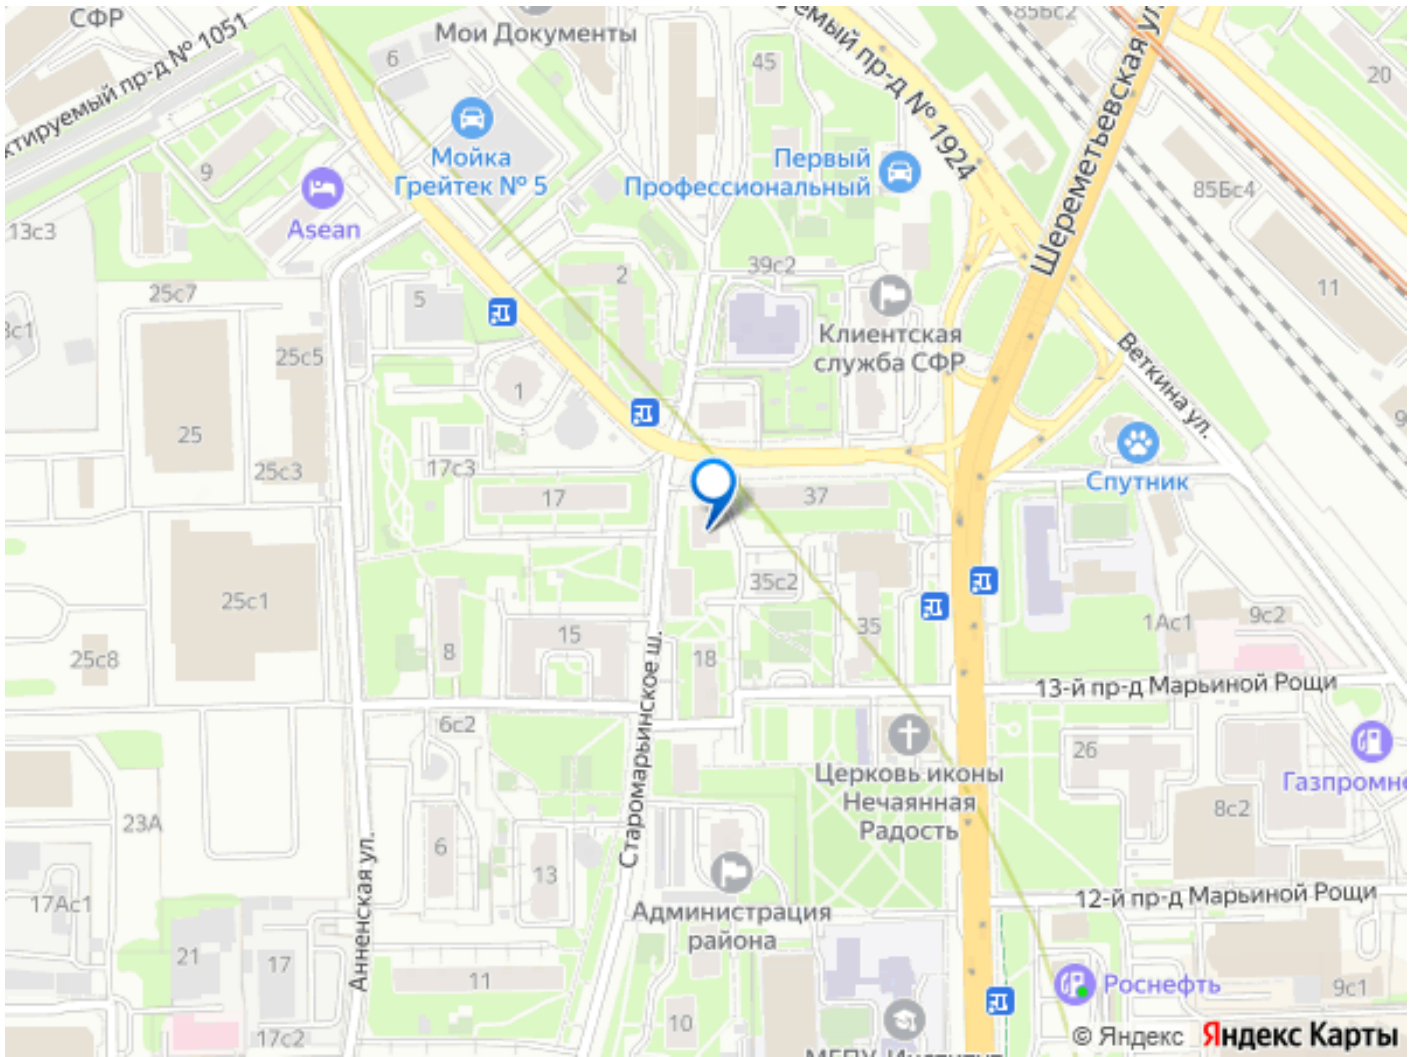 СФР
Мои Документы
6
45
85Бс2
Шереметьевская ул.
20
ктируемый пр-д № 1051
емый пр-д № 1924
Мойка
Грейтек № 5
Первый
Профессиональный
9
85Бс4
Asean
13с3
39с2
2
11
25с7
5
Клиентская
служба СФР
25с5
Веткина ул.
1
25
25с3
17с3
Спутник
17
37
35с2
25с1
8
15
18
35
1Ас1
9с2
25с8
13-й пр-д Марьиной Рощи
Старомарьинское ш.
6с2
26
Церковь иконы
Нечаянная
Радость
Газпромне
8с2
23А
6
13
Анненская ул.
12-й пр-д Марьиной Рощи
17Ас1
Администрация
района
21
17
11
Роснефть
9с1
10
17с2
© Яндекс Яндекс Карты